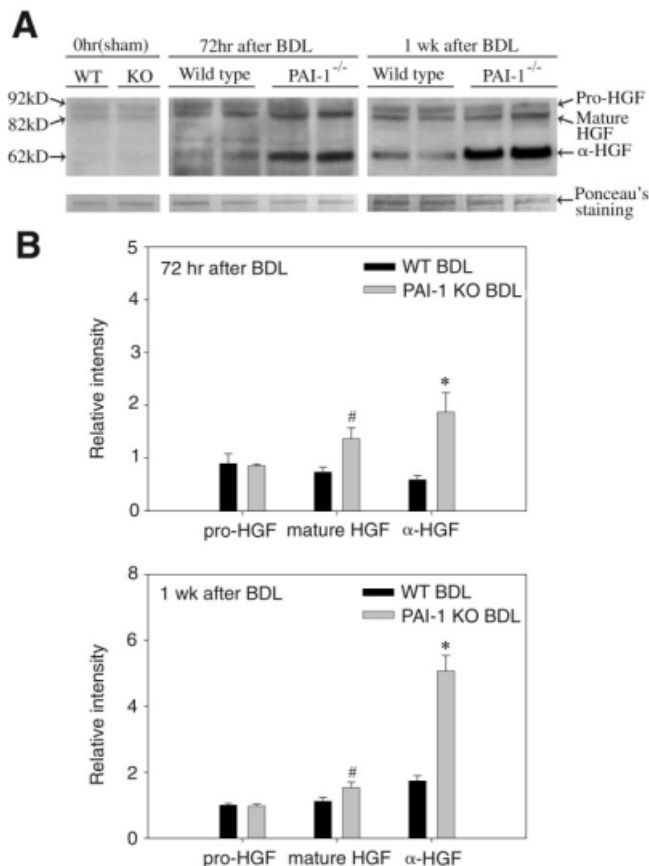 A
0hr(sham) 72hr after BDL 1 wk after BDL
WT KO Wild type PAI-1-/- Wild type PAI-1-/-
92kD Pro-HGF
82kD Mature HGF
62kD α-HGF
Ponceau's staining
B
5
4
3
2
1
0
Relative intensity
72 hr after BDL
WT BDL
PAI-1 KO BDL
# *
pro-HGF mature HGF α-HGF
8
6
4
2
0
Relative intensity
1 wk after BDL
WT BDL
PAI-1 KO BDL
# *
pro-HGF mature HGF α-HGF